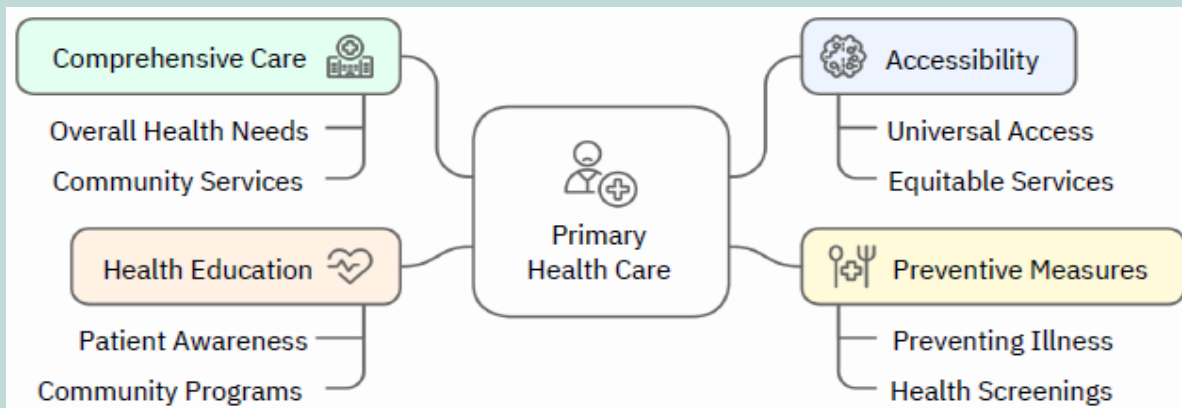 Comprehensive Care
Overall Health Needs
Community Services
Health Education
Patient Awareness
Community Programs
Primary
Health Care
Accessibility
Universal Access
Equitable Services
Preventive Measures
Preventing Illness
Health Screenings